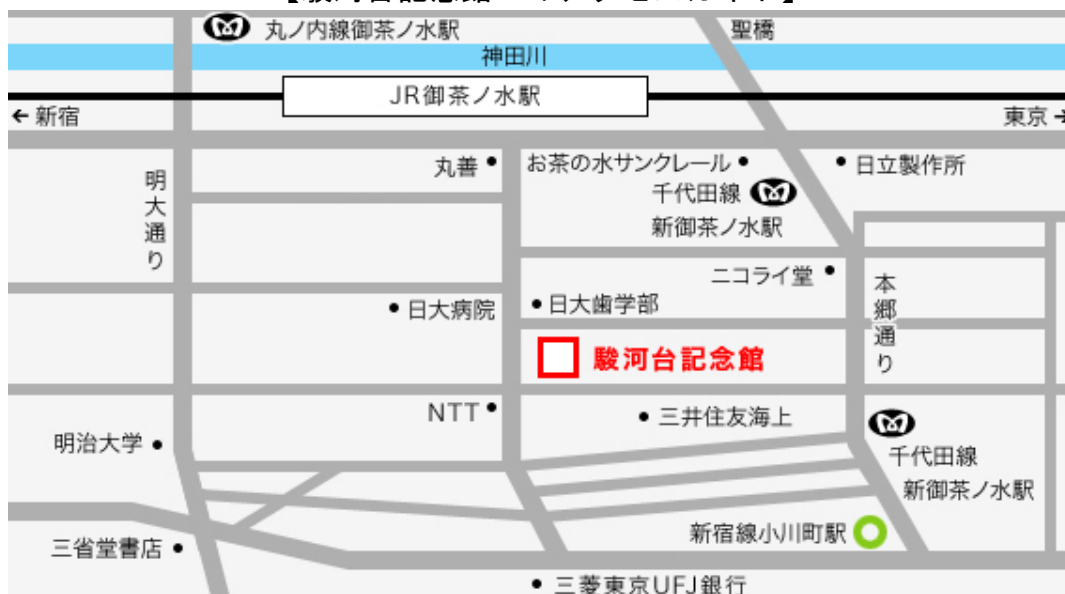 丸ノ内線御茶ノ水駅
聖橋
神田川
JR御茶ノ水駅
←新宿
東京→
丸善
お茶の水サンクレール
日立製作所
千代田線
新御茶ノ水駅
明大通り
ニコライ堂
本郷通り
日大病院
日大歯学部
駿河台記念館
NTT
三井住友海上
明治大学
千代田線
新御茶ノ水駅
新宿線小川町駅
三省堂書店
三菱東京UFJ銀行